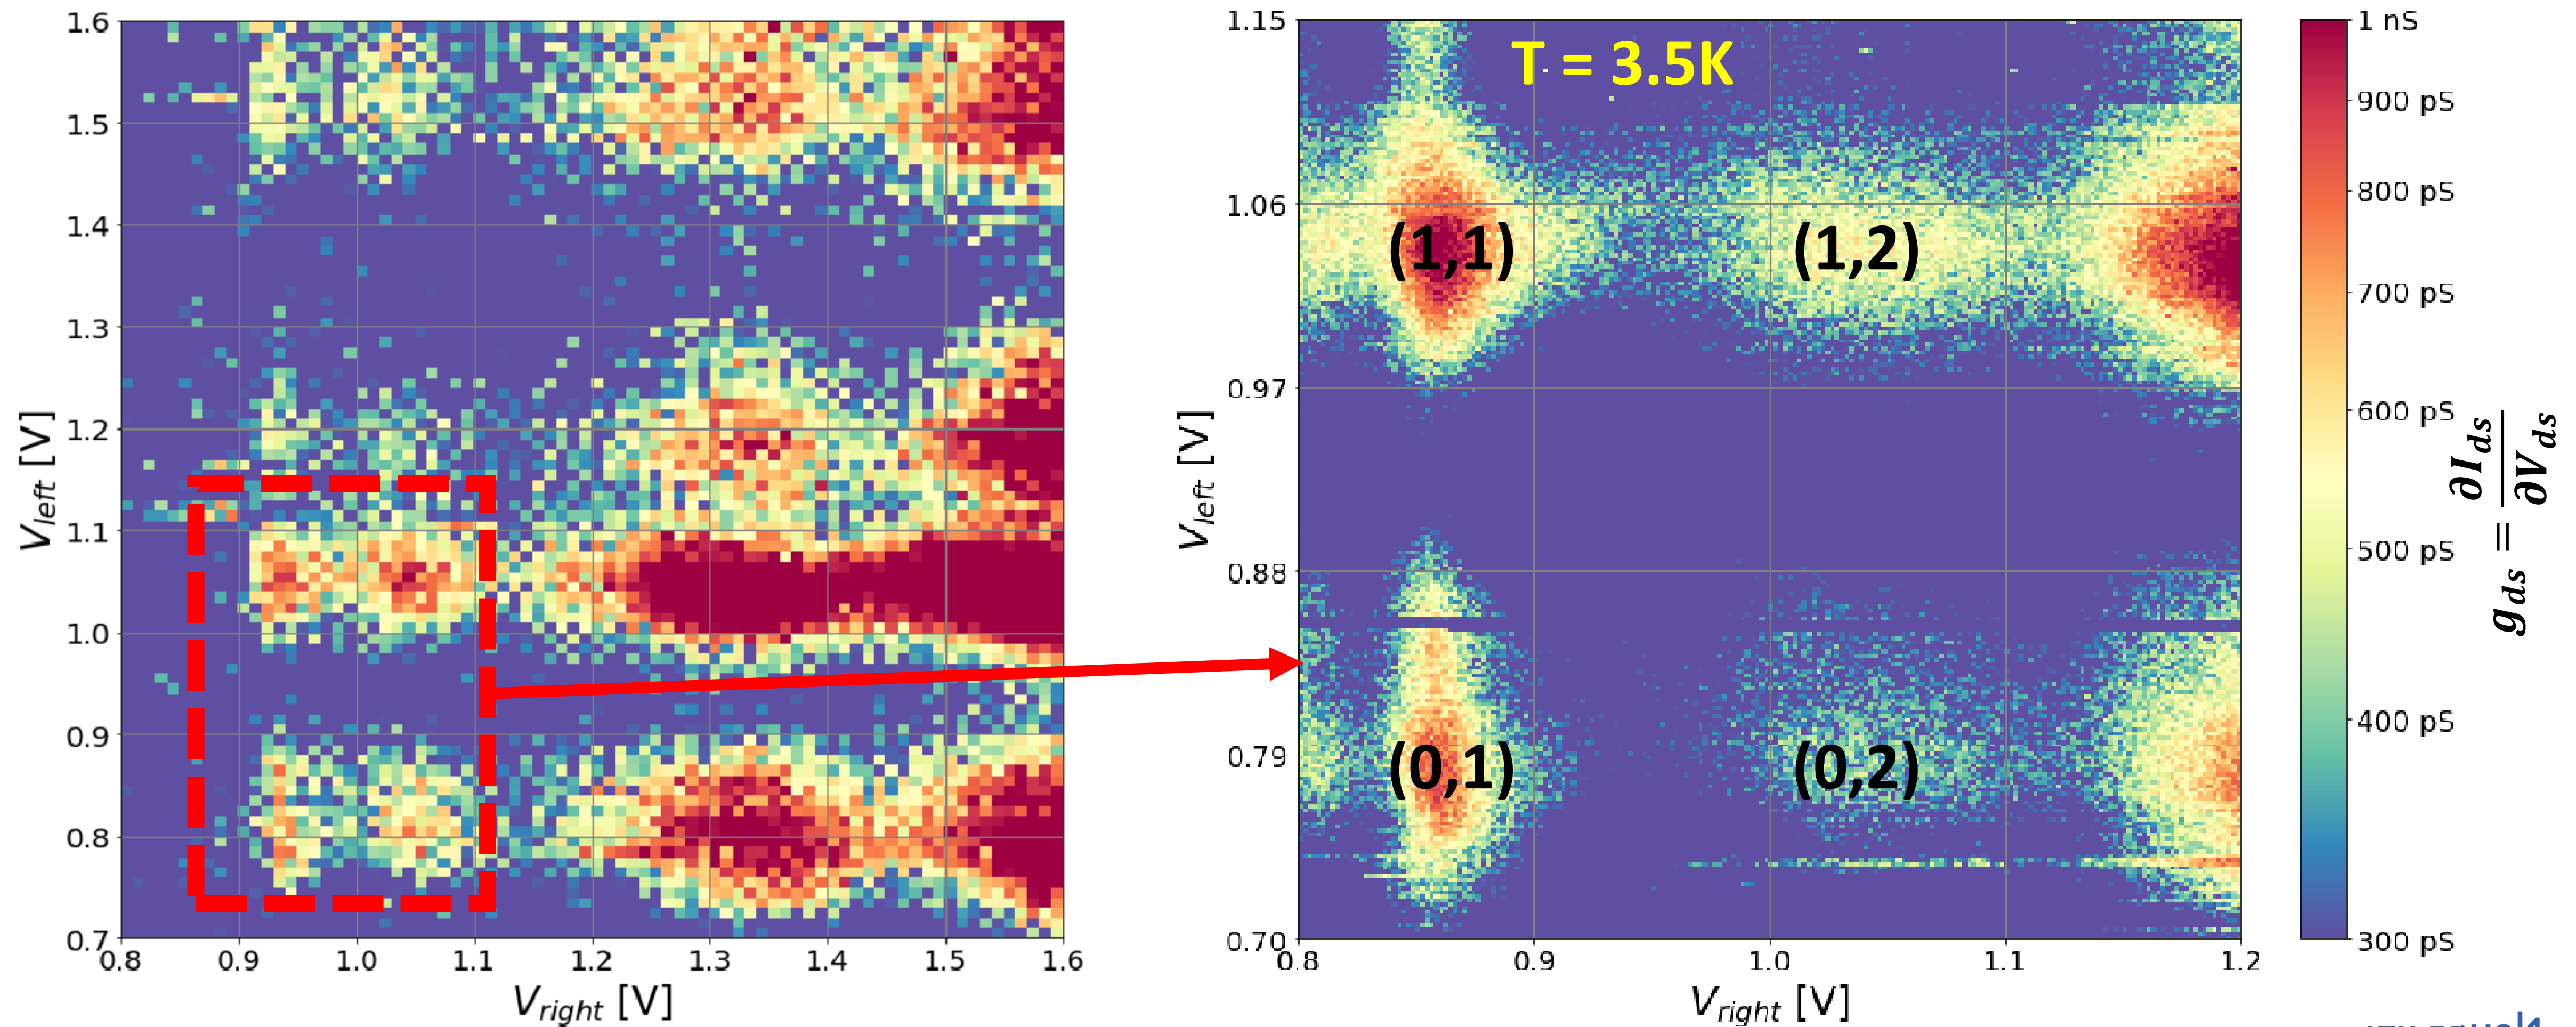 1.6
1.5
1.4
1.3
1.2
1.1
1.0
0.9
0.8
0.7
V_left [V]
0.8 0.9 1.0 1.1 1.2 1.3 1.4 1.5 1.6
V_right [V]
T = 3.5K
1.15
1.06
0.97
0.88
0.79
0.70
V_left [V]
(1,1) (1,2)
(0,1) (0,2)
0.8 0.9 1.0 1.1 1.2
V_right [V]
1 nS
900 pS
800 pS
700 pS
600 pS
500 pS
400 pS
300 pS
g_ds = ∂I_ds / ∂V_ds